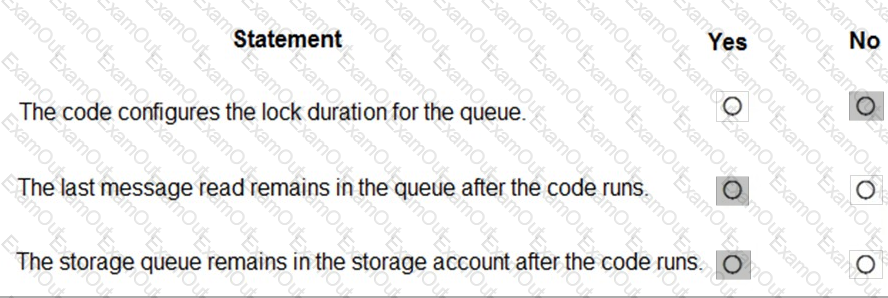 Statement Yes No
The code configures the lock duration for the queue.
The last message read remains in the queue after the code runs.
The storage queue remains in the storage account after the code runs.